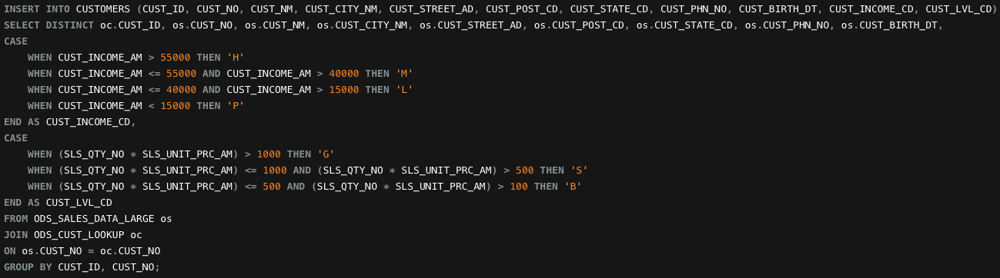 INSERT INTO CUSTOMERS (CUST_ID, CUST_NO, CUST_NM, CUST_CITY_NM, CUST_STREET_AD, CUST_POST_CD, CUST_STATE_CD, CUST_PHN_NO, CUST_BIRTH_DT, CUST_INCOME_CD, CUST_LVL_CD)
SELECT DISTINCT oc.CUST_ID, os.CUST_NO, os.CUST_NM, os.CUST_CITY_NM, os.CUST_STREET_AD, os.CUST_POST_CD, os.CUST_STATE_CD, os.CUST_PHN_NO, os.CUST_BIRTH_DT,
CASE
    WHEN CUST_INCOME_AM > 55000 THEN 'H'
    WHEN CUST_INCOME_AM <= 55000 AND CUST_INCOME_AM > 40000 THEN 'M'
    WHEN CUST_INCOME_AM <= 40000 AND CUST_INCOME_AM > 15000 THEN 'L'
    WHEN CUST_INCOME_AM < 15000 THEN 'P'
END AS CUST_INCOME_CD,
CASE
    WHEN (SLS_QTY_NO * SLS_UNIT_PRC_AM) > 1000 THEN 'G'
    WHEN (SLS_QTY_NO * SLS_UNIT_PRC_AM) <= 1000 AND (SLS_QTY_NO * SLS_UNIT_PRC_AM) > 500 THEN 'S'
    WHEN (SLS_QTY_NO * SLS_UNIT_PRC_AM) <= 500 AND (SLS_QTY_NO * SLS_UNIT_PRC_AM) > 100 THEN 'B'
END AS CUST_LVL_CD
FROM ODS_SALES_DATA_LARGE os
JOIN ODS_CUST_LOOKUP oc
ON os.CUST_NO = oc.CUST_NO
GROUP BY CUST_ID, CUST_NO;